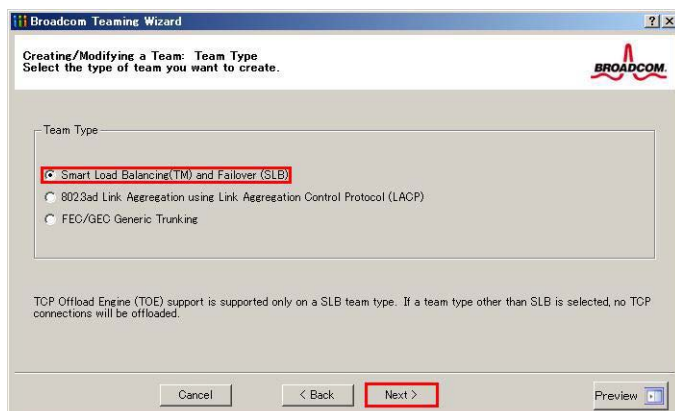 Broadcom Teaming Wizard
Creating/Modifying a Team: Team Type
Select the type of team you want to create.
BROADCOM.
Team Type
Smart Load Balancing(TM) and Failover (SLB)
802.3ad Link Aggregation using Link Aggregation Control Protocol (LACP)
FEC/GEC Generic Trunking
TCP Offload Engine (TOE) support is supported only on a SLB team type. If a team type other than SLB is selected, no TCP
connections will be offloaded.
Cancel
< Back
Next >
Preview